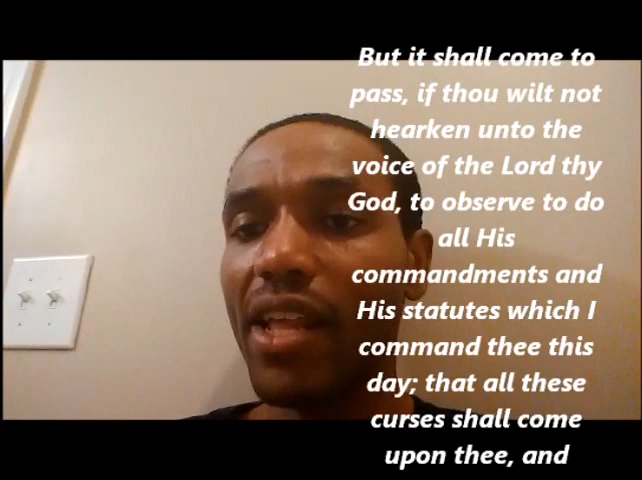 But it shall come to
pass, if thou wilt not
hearken unto the
voice of the Lord thy
God, to observe to do
all His
commandments and
His statutes which I
command thee this
day; that all these
curses shall come
upon thee, and